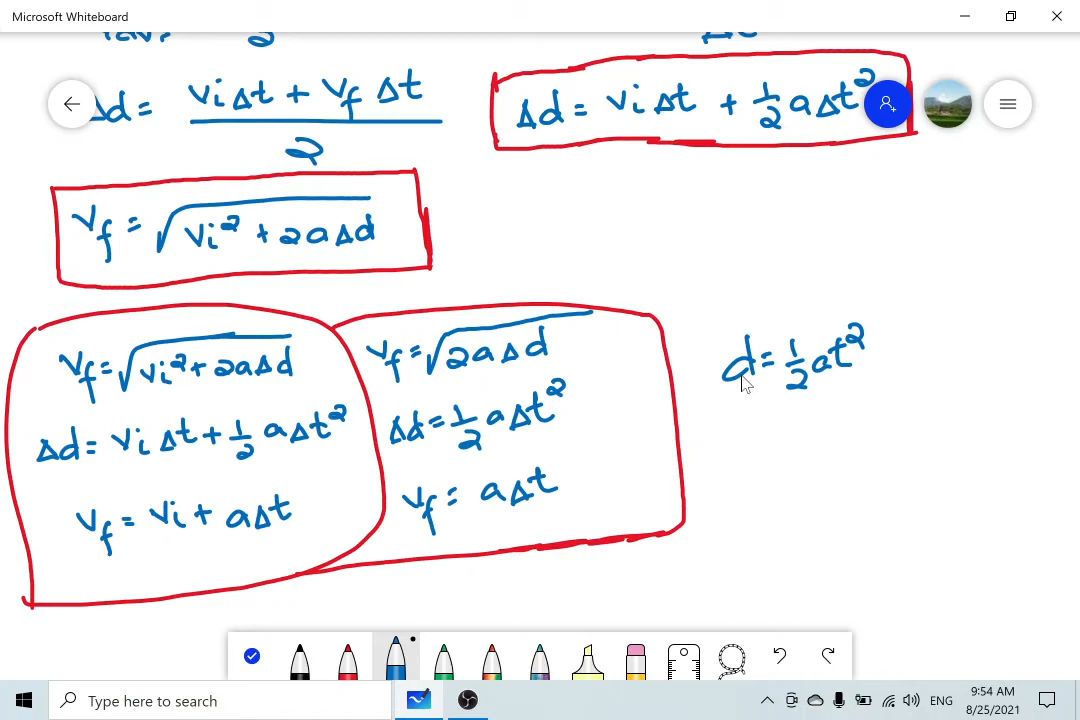 Microsoft Whiteboard
Δd = viΔt + vf Δt / 2
Δd = viΔt + 1/2 aΔt²
vf = √vi² + 2aΔd
vf = √vi² + 2aΔd
Δd = viΔt + 1/2 aΔt²
vf = vi + aΔt
vf = √2aΔd
Δd = 1/2 aΔt²
vf = aΔt
d = 1/2 at²
Type here to search
ENG
9:54 AM
8/25/2021